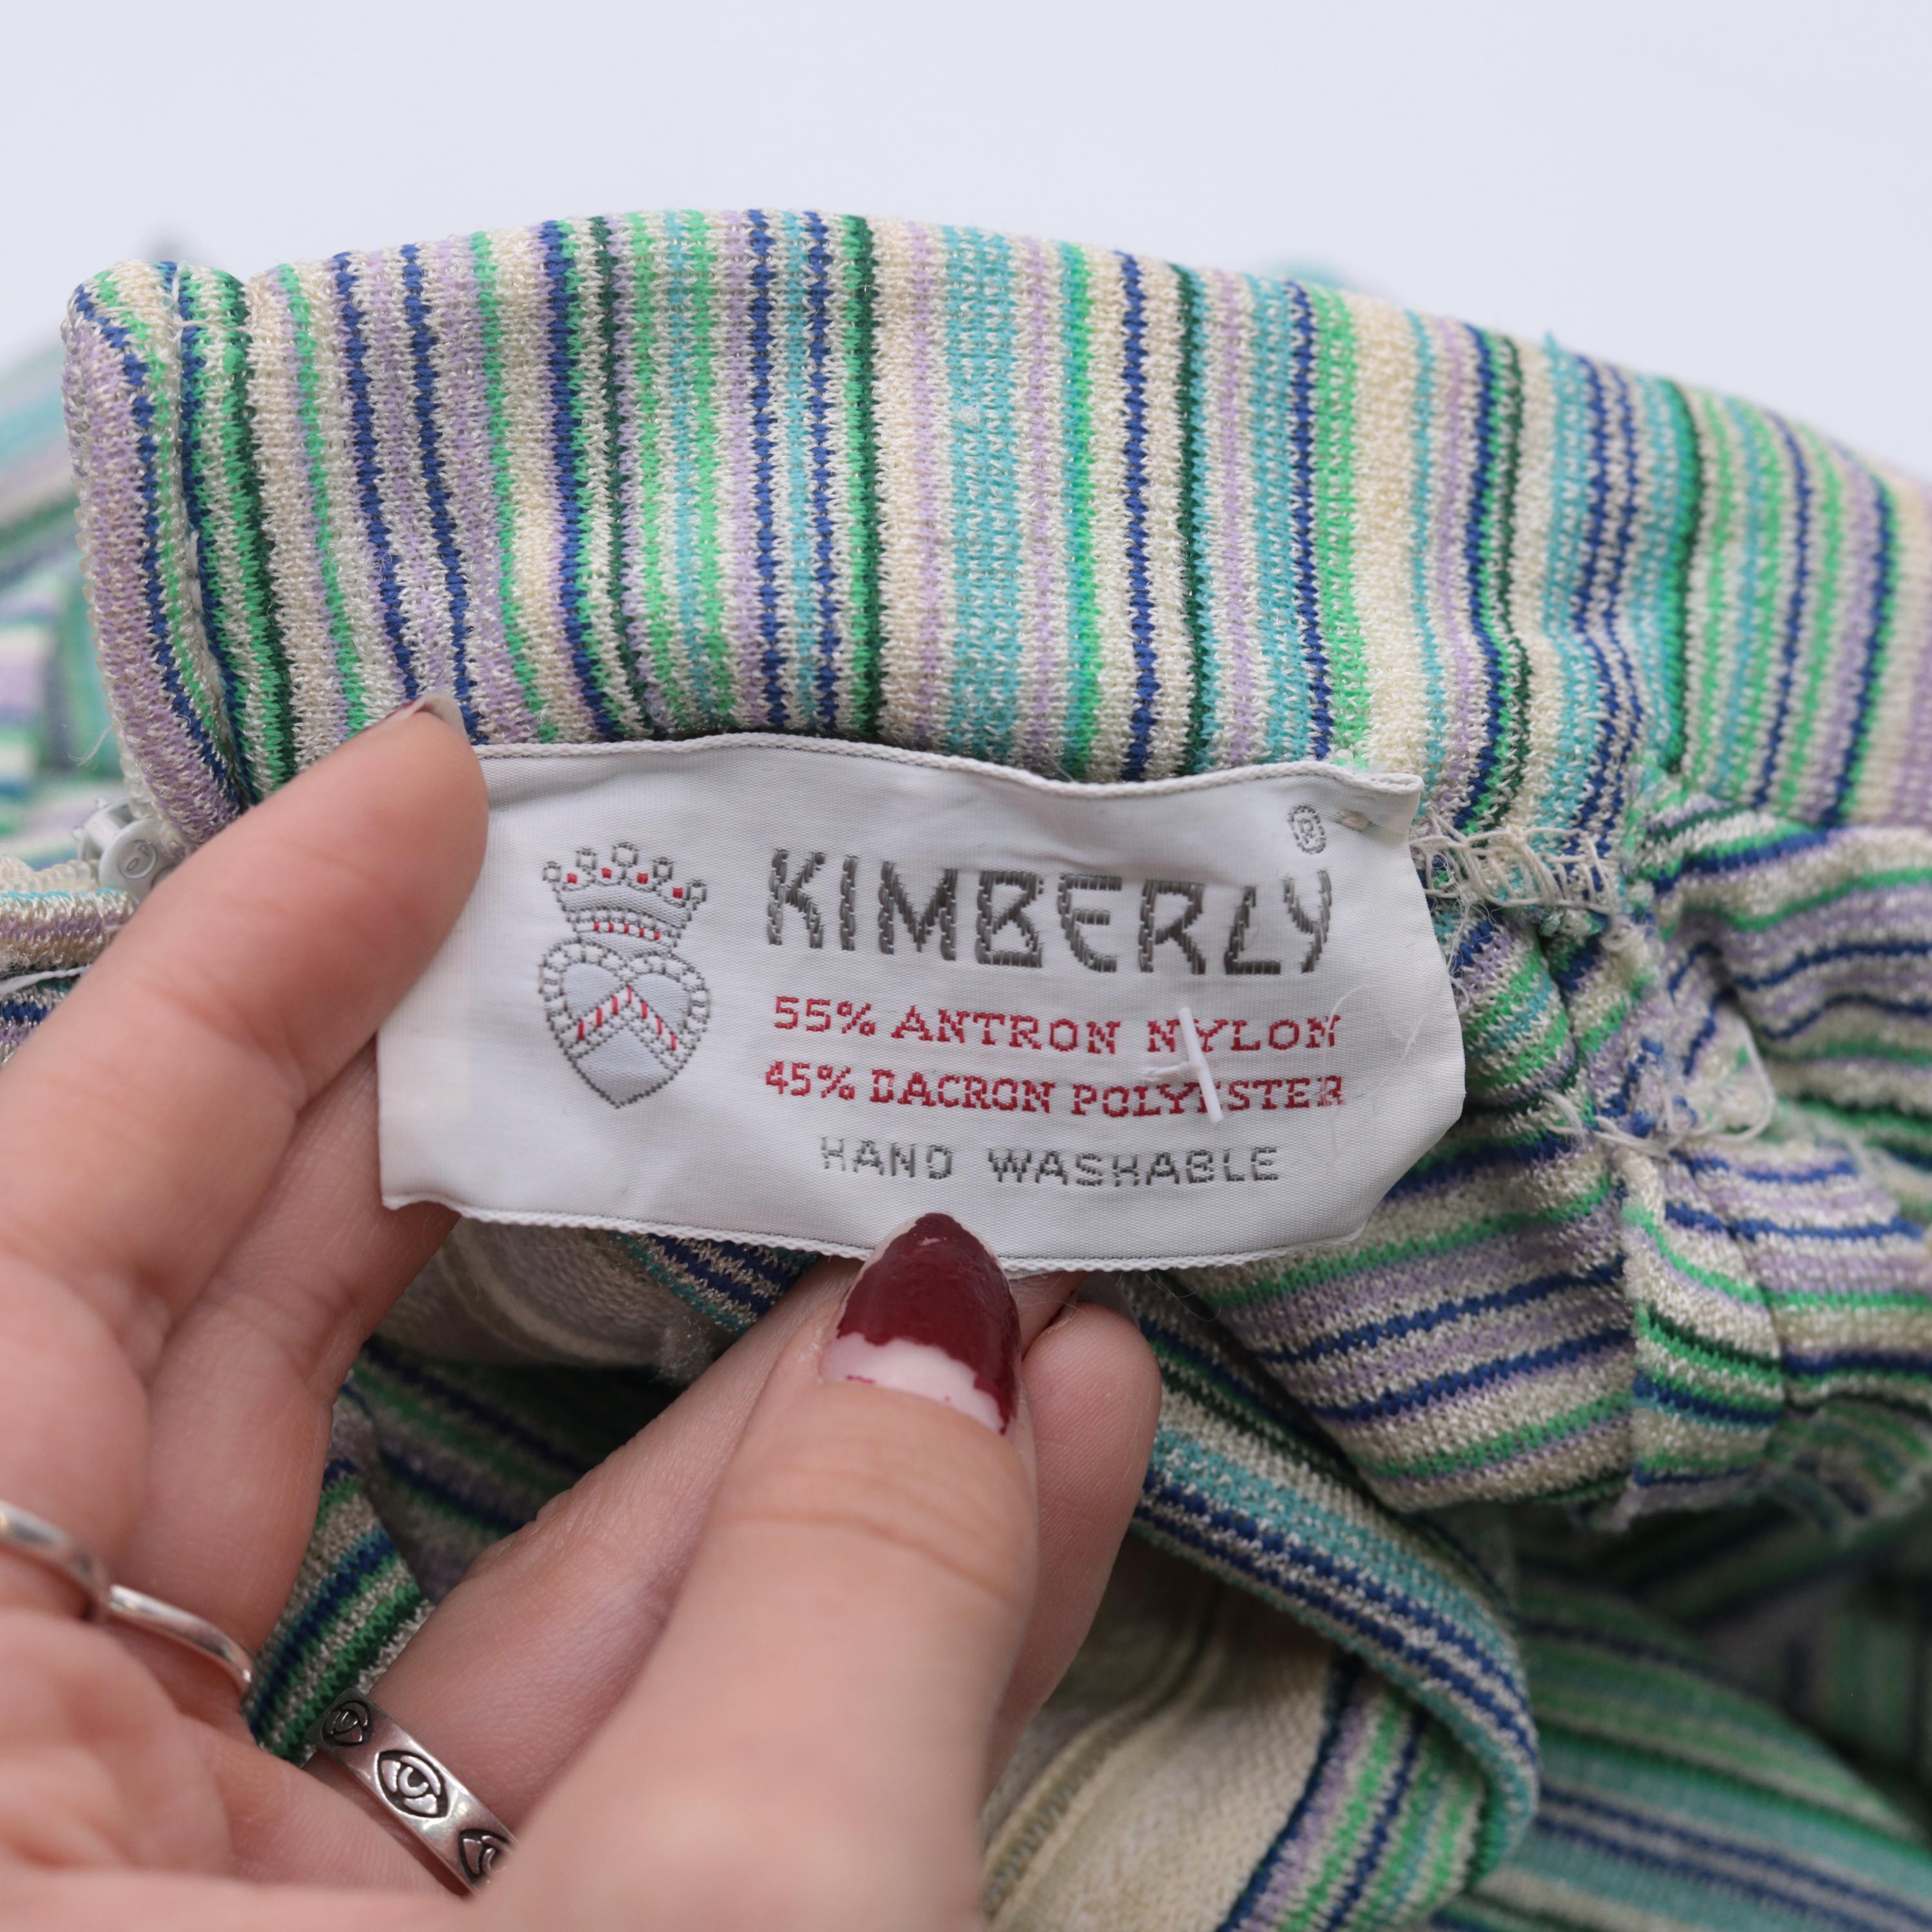 KIMBERLY®
55% ANTRON NYLON
45% DACRON POLYESTER
HAND WASHABLE